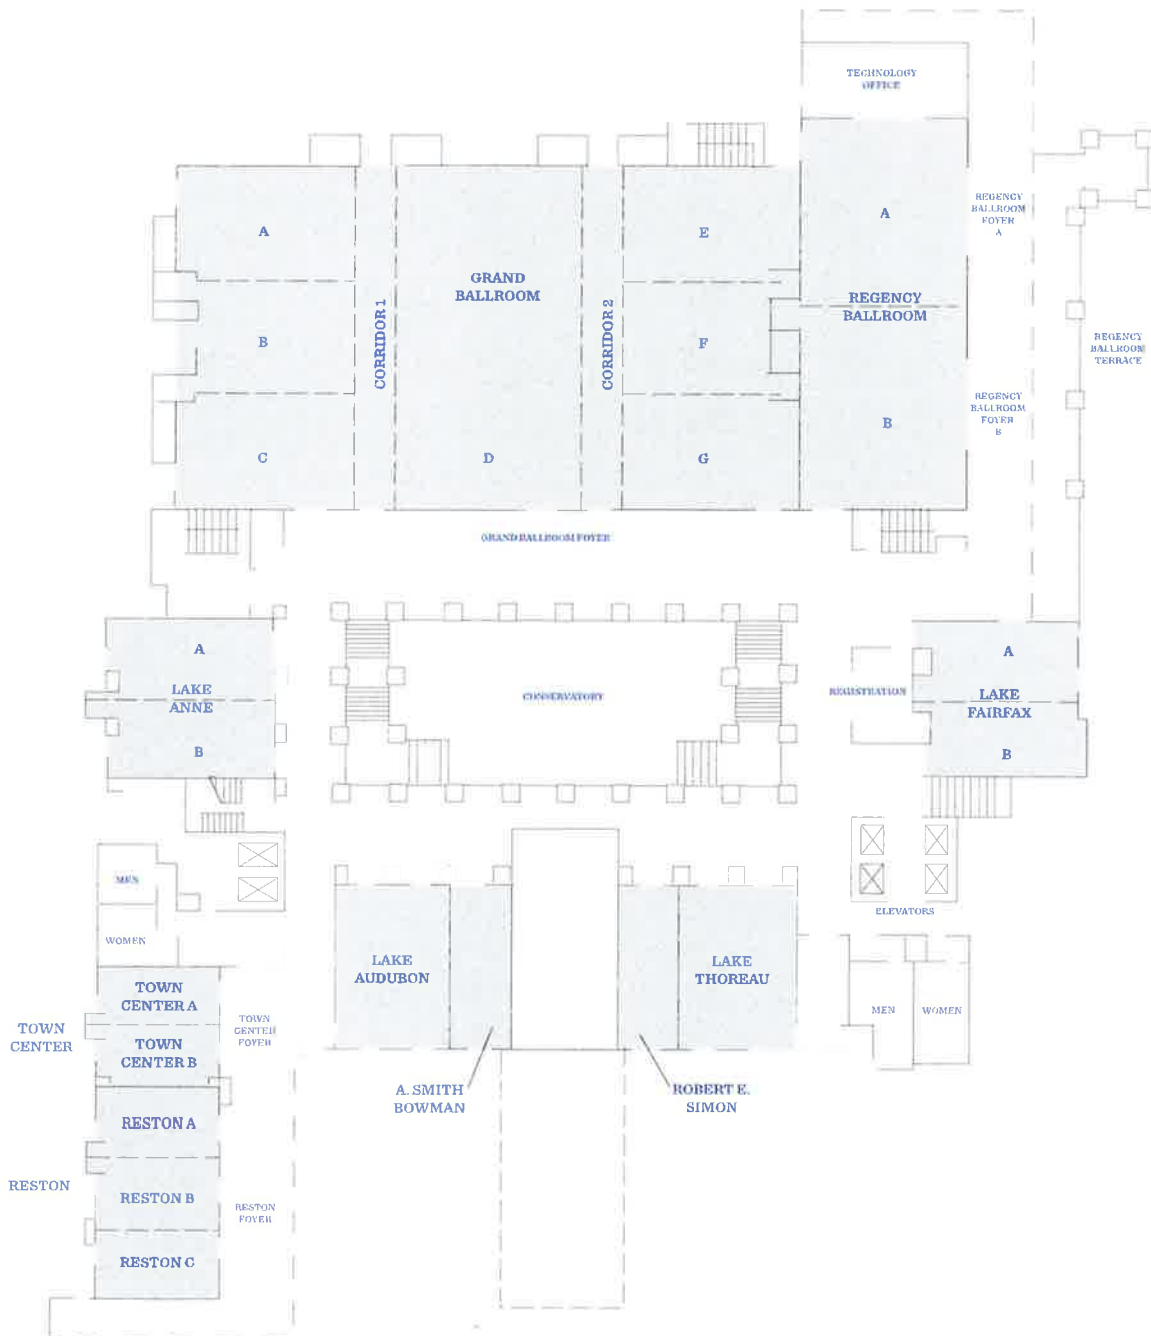 TECHNOLOGY
OFFICE
A
GRAND
BALLROOM
B
C
D
CORRIDOR 1
CORRIDOR 2
E
F
G
A
REGENCY
BALLROOM
B
REGENCY
BALLROOM
FOYER
A
REGENCY
BALLROOM
TERRACE
REGENCY
BALLROOM
FOYER
B
GRAND BALLROOM FOYER
A
LAKE
ANNE
B
CONSERVATORY
REGISTRATION
A
LAKE
FAIRFAX
B
MEN
WOMEN
ELEVATORS
LAKE
AUDUBON
LAKE
THOREAU
MEN
WOMEN
TOWN
CENTER
TOWN
CENTER A
TOWN
CENTER B
TOWN
CENTER
FOYER
A. SMITH
BOWMAN
ROBERT E.
SIMON
RESTON
RESTON A
RESTON B
RESTON C
RESTON
FOYER